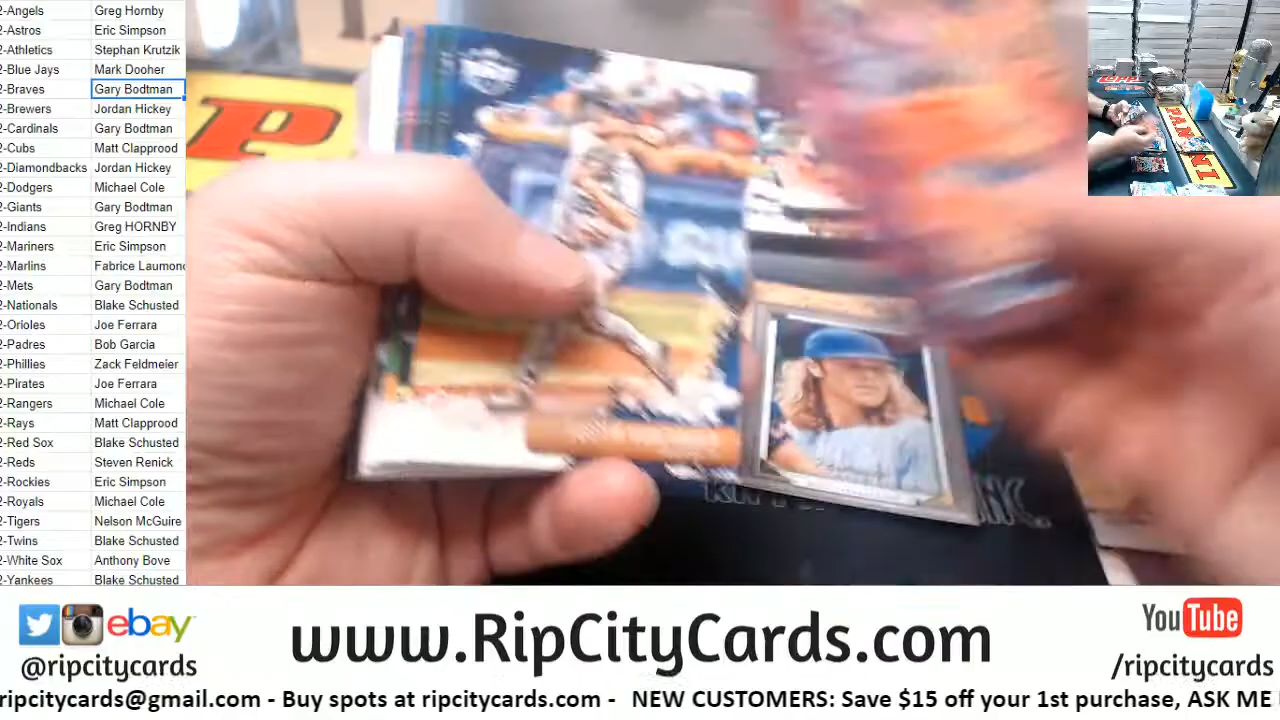 2-Angels Greg Hornby
2-Astros Eric Simpson
2-Athletics Stephan Krutzik
2-Blue Jays Mark Dooher
2-Braves Gary Bodtman
2-Brewers Jordan Hickey
2-Cardinals Gary Bodtman
2-Cubs Matt Clapprood
2-Diamondbacks Jordan Hickey
2-Dodgers Michael Cole
2-Giants Gary Bodtman
2-Indians Greg HORNBY
2-Mariners Eric Simpson
2-Marlins Fabrice Laumond
2-Mets Gary Bodtman
2-Nationals Blake Schusted
2-Orioles Joe Ferrara
2-Padres Bob Garcia
2-Phillies Zack Feldmeier
2-Pirates Joe Ferrara
2-Rangers Michael Cole
2-Rays Matt Clapprood
2-Red Sox Blake Schusted
2-Reds Steven Renick
2-Rockies Eric Simpson
2-Royals Michael Cole
2-Tigers Nelson McGuire
2-Twins Blake Schusted
2-White Sox Anthony Bove
2-Yankees Blake Schusted
P
PANINI
ebay
@ripcitycards
www.RipCityCards.com
YouTube
/ripcitycards
ripcitycards@gmail.com - Buy spots at ripcitycards.com - NEW CUSTOMERS: Save $15 off your 1st purchase, ASK ME